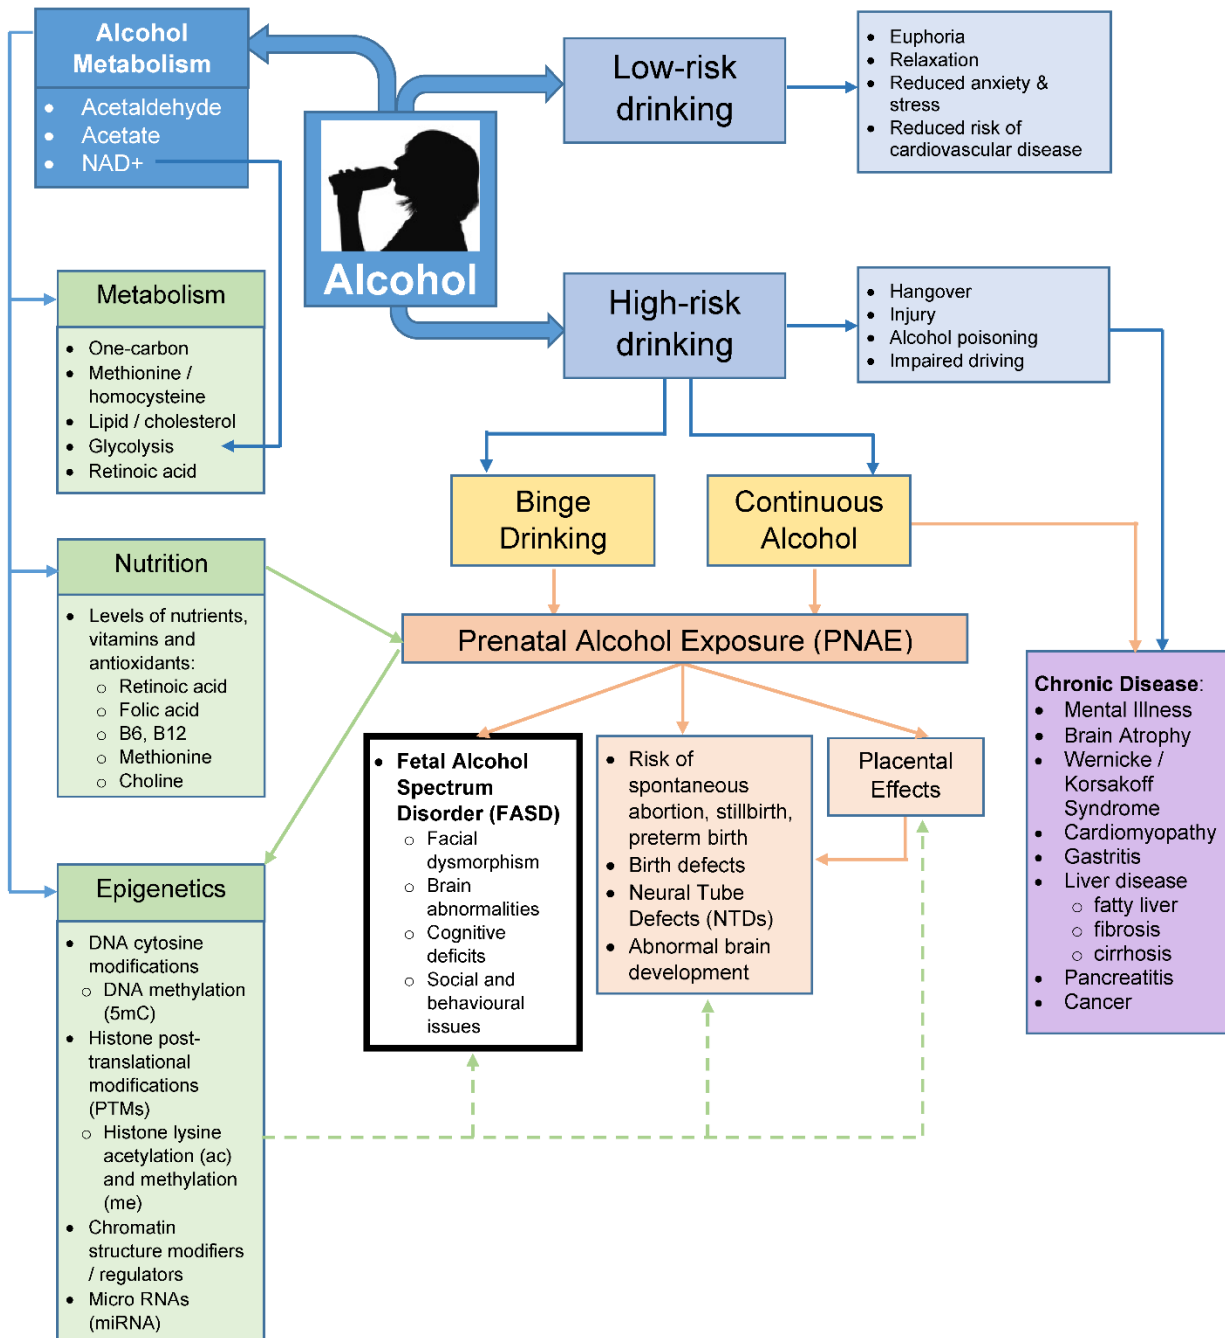 Alcohol
Metabolism
• Acetaldehyde
• Acetate
• NAD+
Alcohol
Low-risk
drinking
• Euphoria
• Relaxation
• Reduced anxiety &
stress
• Reduced risk of
cardiovascular disease
High-risk
drinking
• Hangover
• Injury
• Alcohol poisoning
• Impaired driving
Metabolism
• One-carbon
• Methionine /
homocysteine
• Lipid / cholesterol
• Glycolysis
• Retinoic acid
Binge
Drinking
Continuous
Alcohol
Nutrition
• Levels of nutrients,
vitamins and
antioxidants:
○ Retinoic acid
○ Folic acid
○ B6, B12
○ Methionine
○ Choline
Prenatal Alcohol Exposure (PNAE)
• Fetal Alcohol
Spectrum
Disorder (FASD)
○ Facial
dysmorphism
○ Brain
abnormalities
○ Cognitive
deficits
○ Social and
behavioural
issues
• Risk of
spontaneous
abortion, stillbirth,
preterm birth
• Birth defects
• Neural Tube
Defects (NTDs)
• Abnormal brain
development
Placental
Effects
Chronic Disease:
• Mental Illness
• Brain Atrophy
• Wernicke /
Korsakoff
Syndrome
• Cardiomyopathy
• Gastritis
• Liver disease
○ fatty liver
○ fibrosis
○ cirrhosis
• Pancreatitis
• Cancer
Epigenetics
• DNA cytosine
modifications
○ DNA methylation
(5mC)
• Histone post-
translational
modifications
(PTMs)
○ Histone lysine
acetylation (ac)
and methylation
(me)
• Chromatin
structure modifiers
/ regulators
• Micro RNAs
(miRNA)